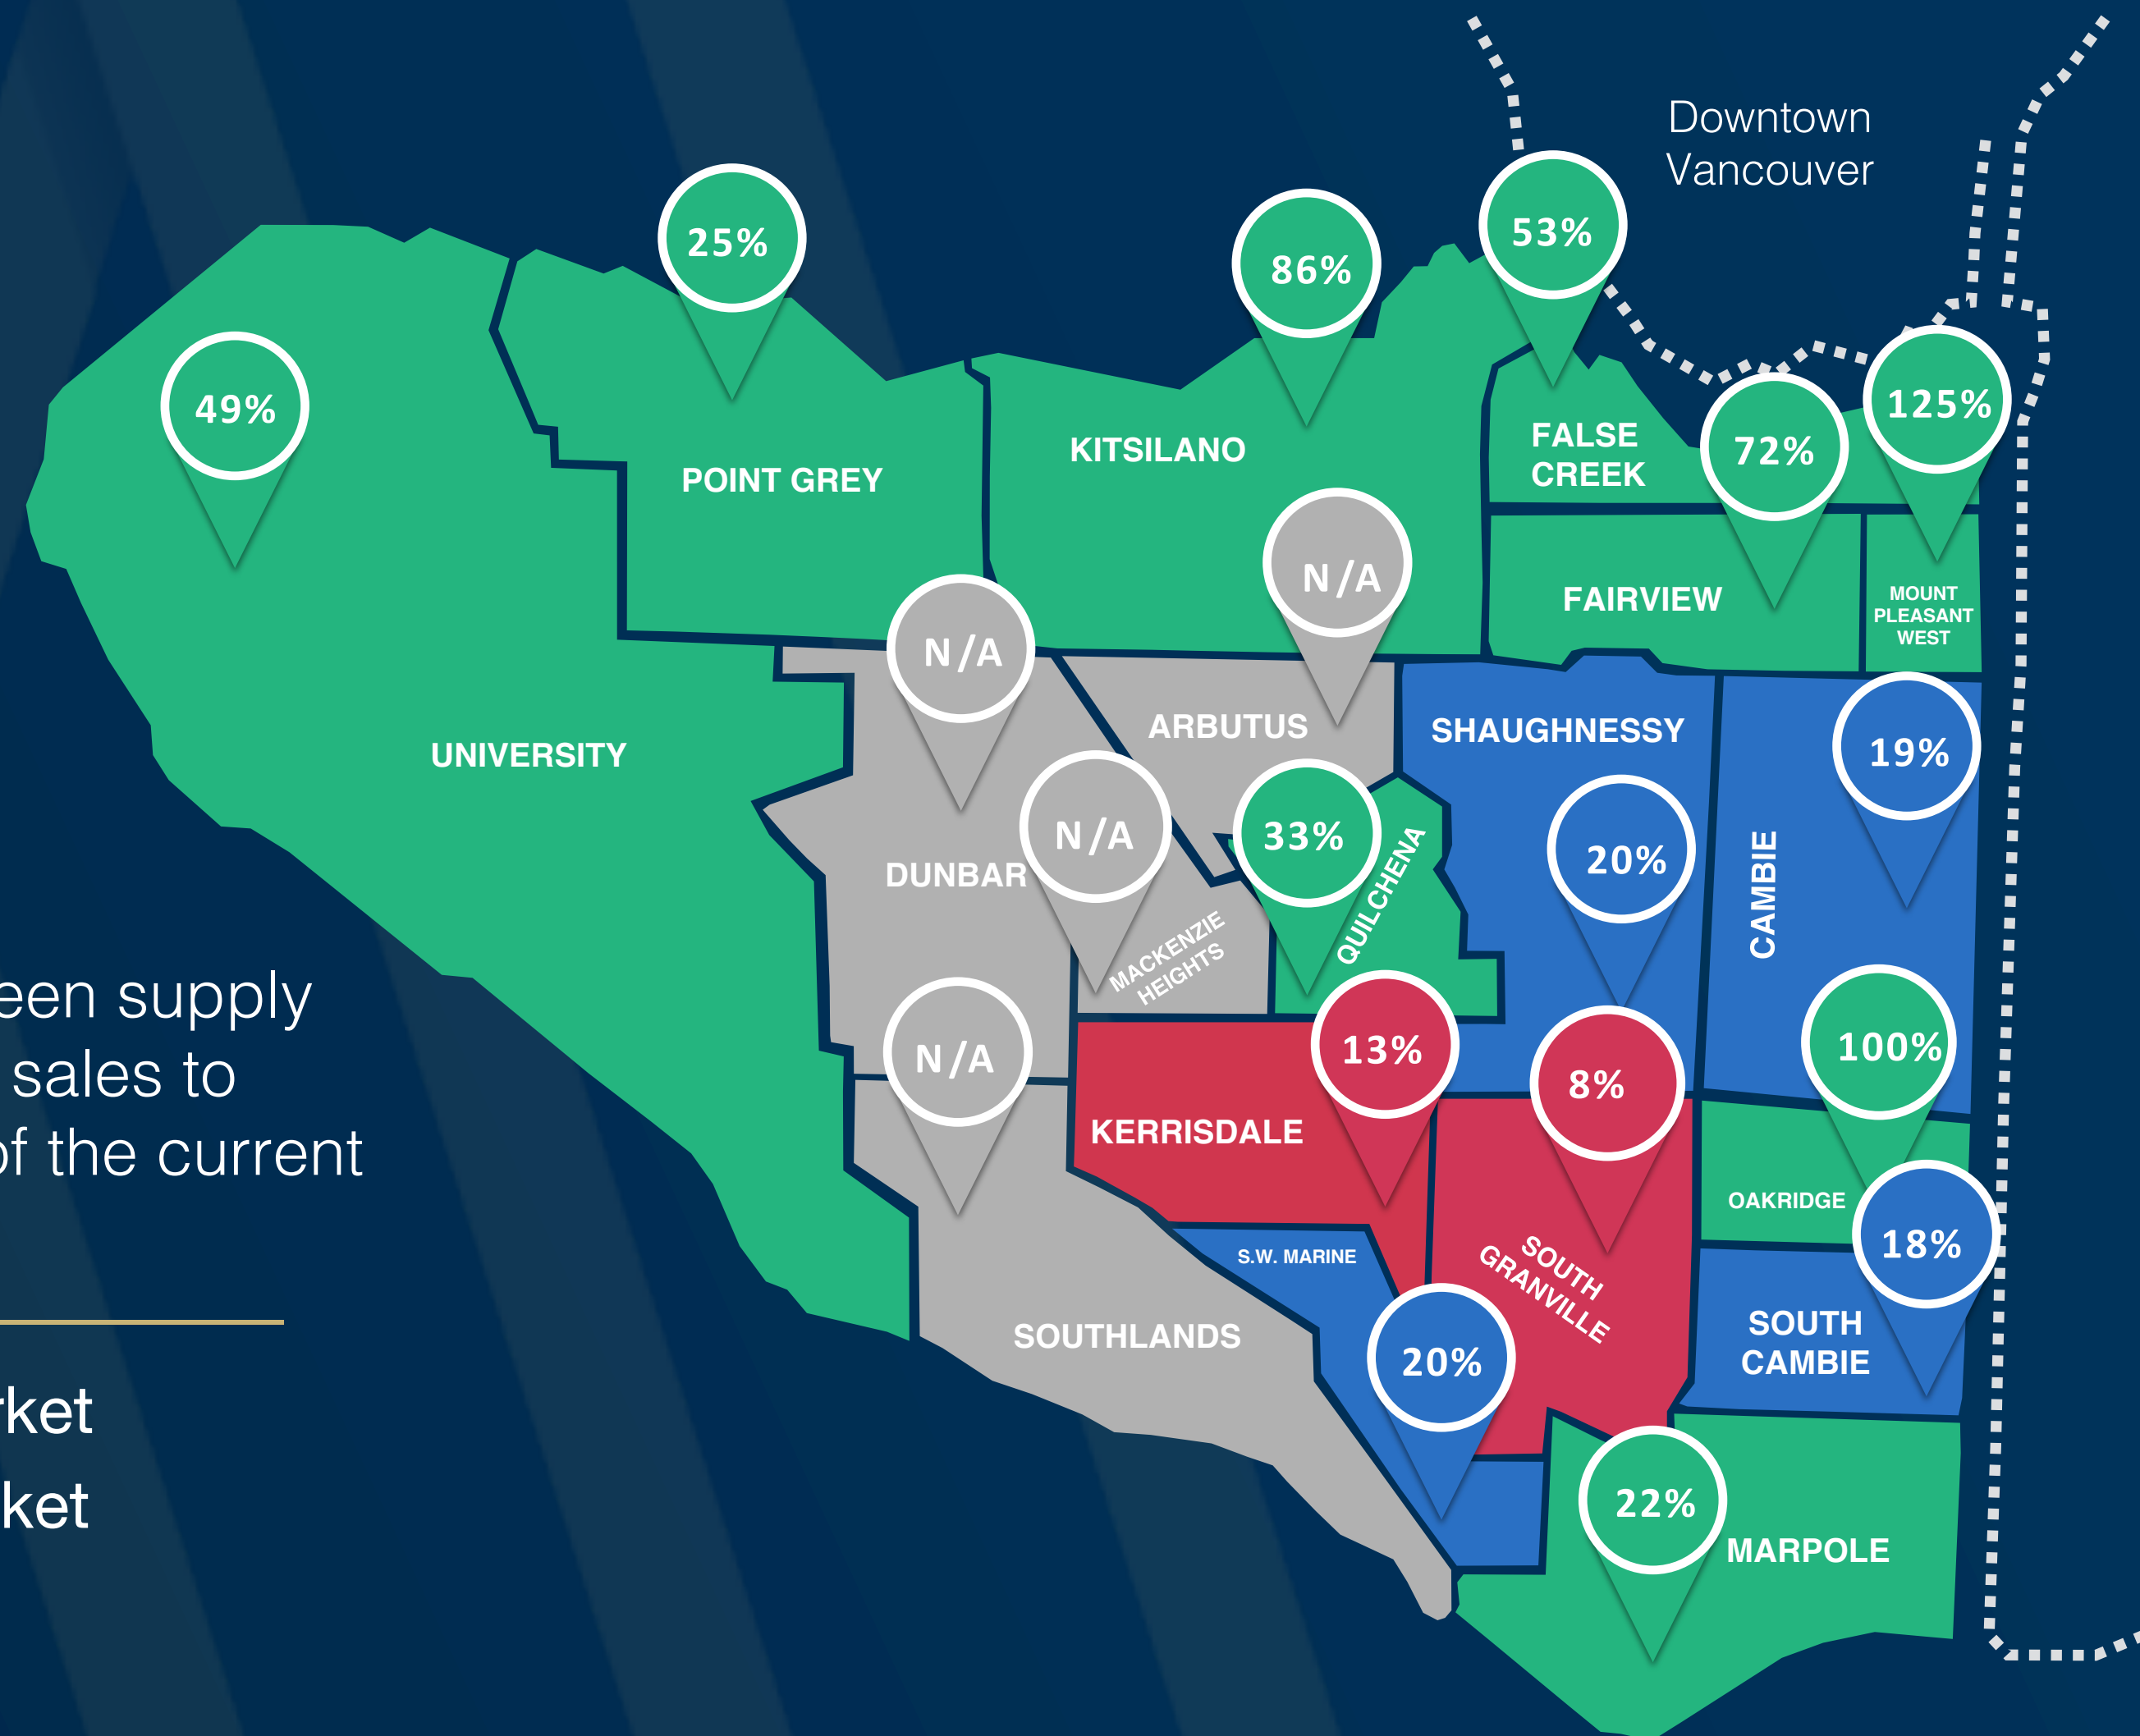 Downtown
Vancouver
25%
86%
53%
49%
125%
72%
FALSE
CREEK
KITSILANO
POINT GREY
N/A
FAIRVIEW
MOUNT
PLEASANT
WEST
N/A
UNIVERSITY
ARBUTUS
SHAUGHNESSY
19%
N/A
33%
20%
CAMBIE
DUNBAR
QUILCHENA
MACKENZIE
HEIGHTS
een supply
sales to
of the current
N/A
13%
8%
100%
KERRISDALE
OAKRIDGE
18%
S.W. MARINE
SOUTH
GRANVILLE
SOUTHLANDS
SOUTH
CAMBIE
20%
rket
ket
22%
MARPOLE